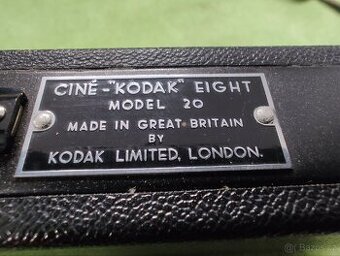 CINÉ-"KODAK" EIGHT
MODEL 20
MADE IN GREAT BRITAIN
BY
KODAK LIMITED, LONDON.